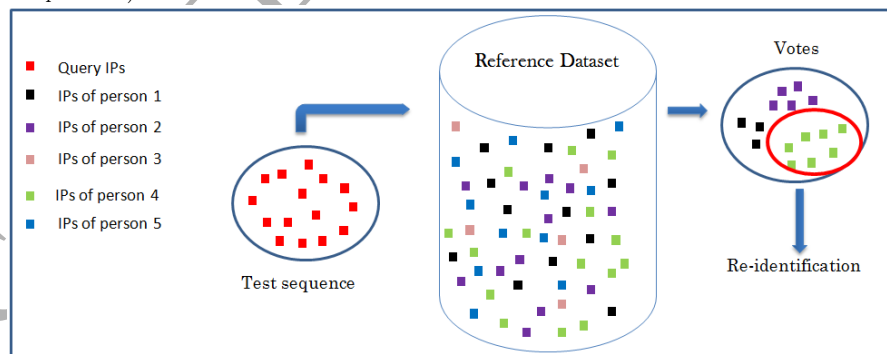 Query IPs
IPs of person 1
IPs of person 2
IPs of person 3
IPs of person 4
IPs of person 5
Test sequence
Reference Dataset
Votes
Re-identification